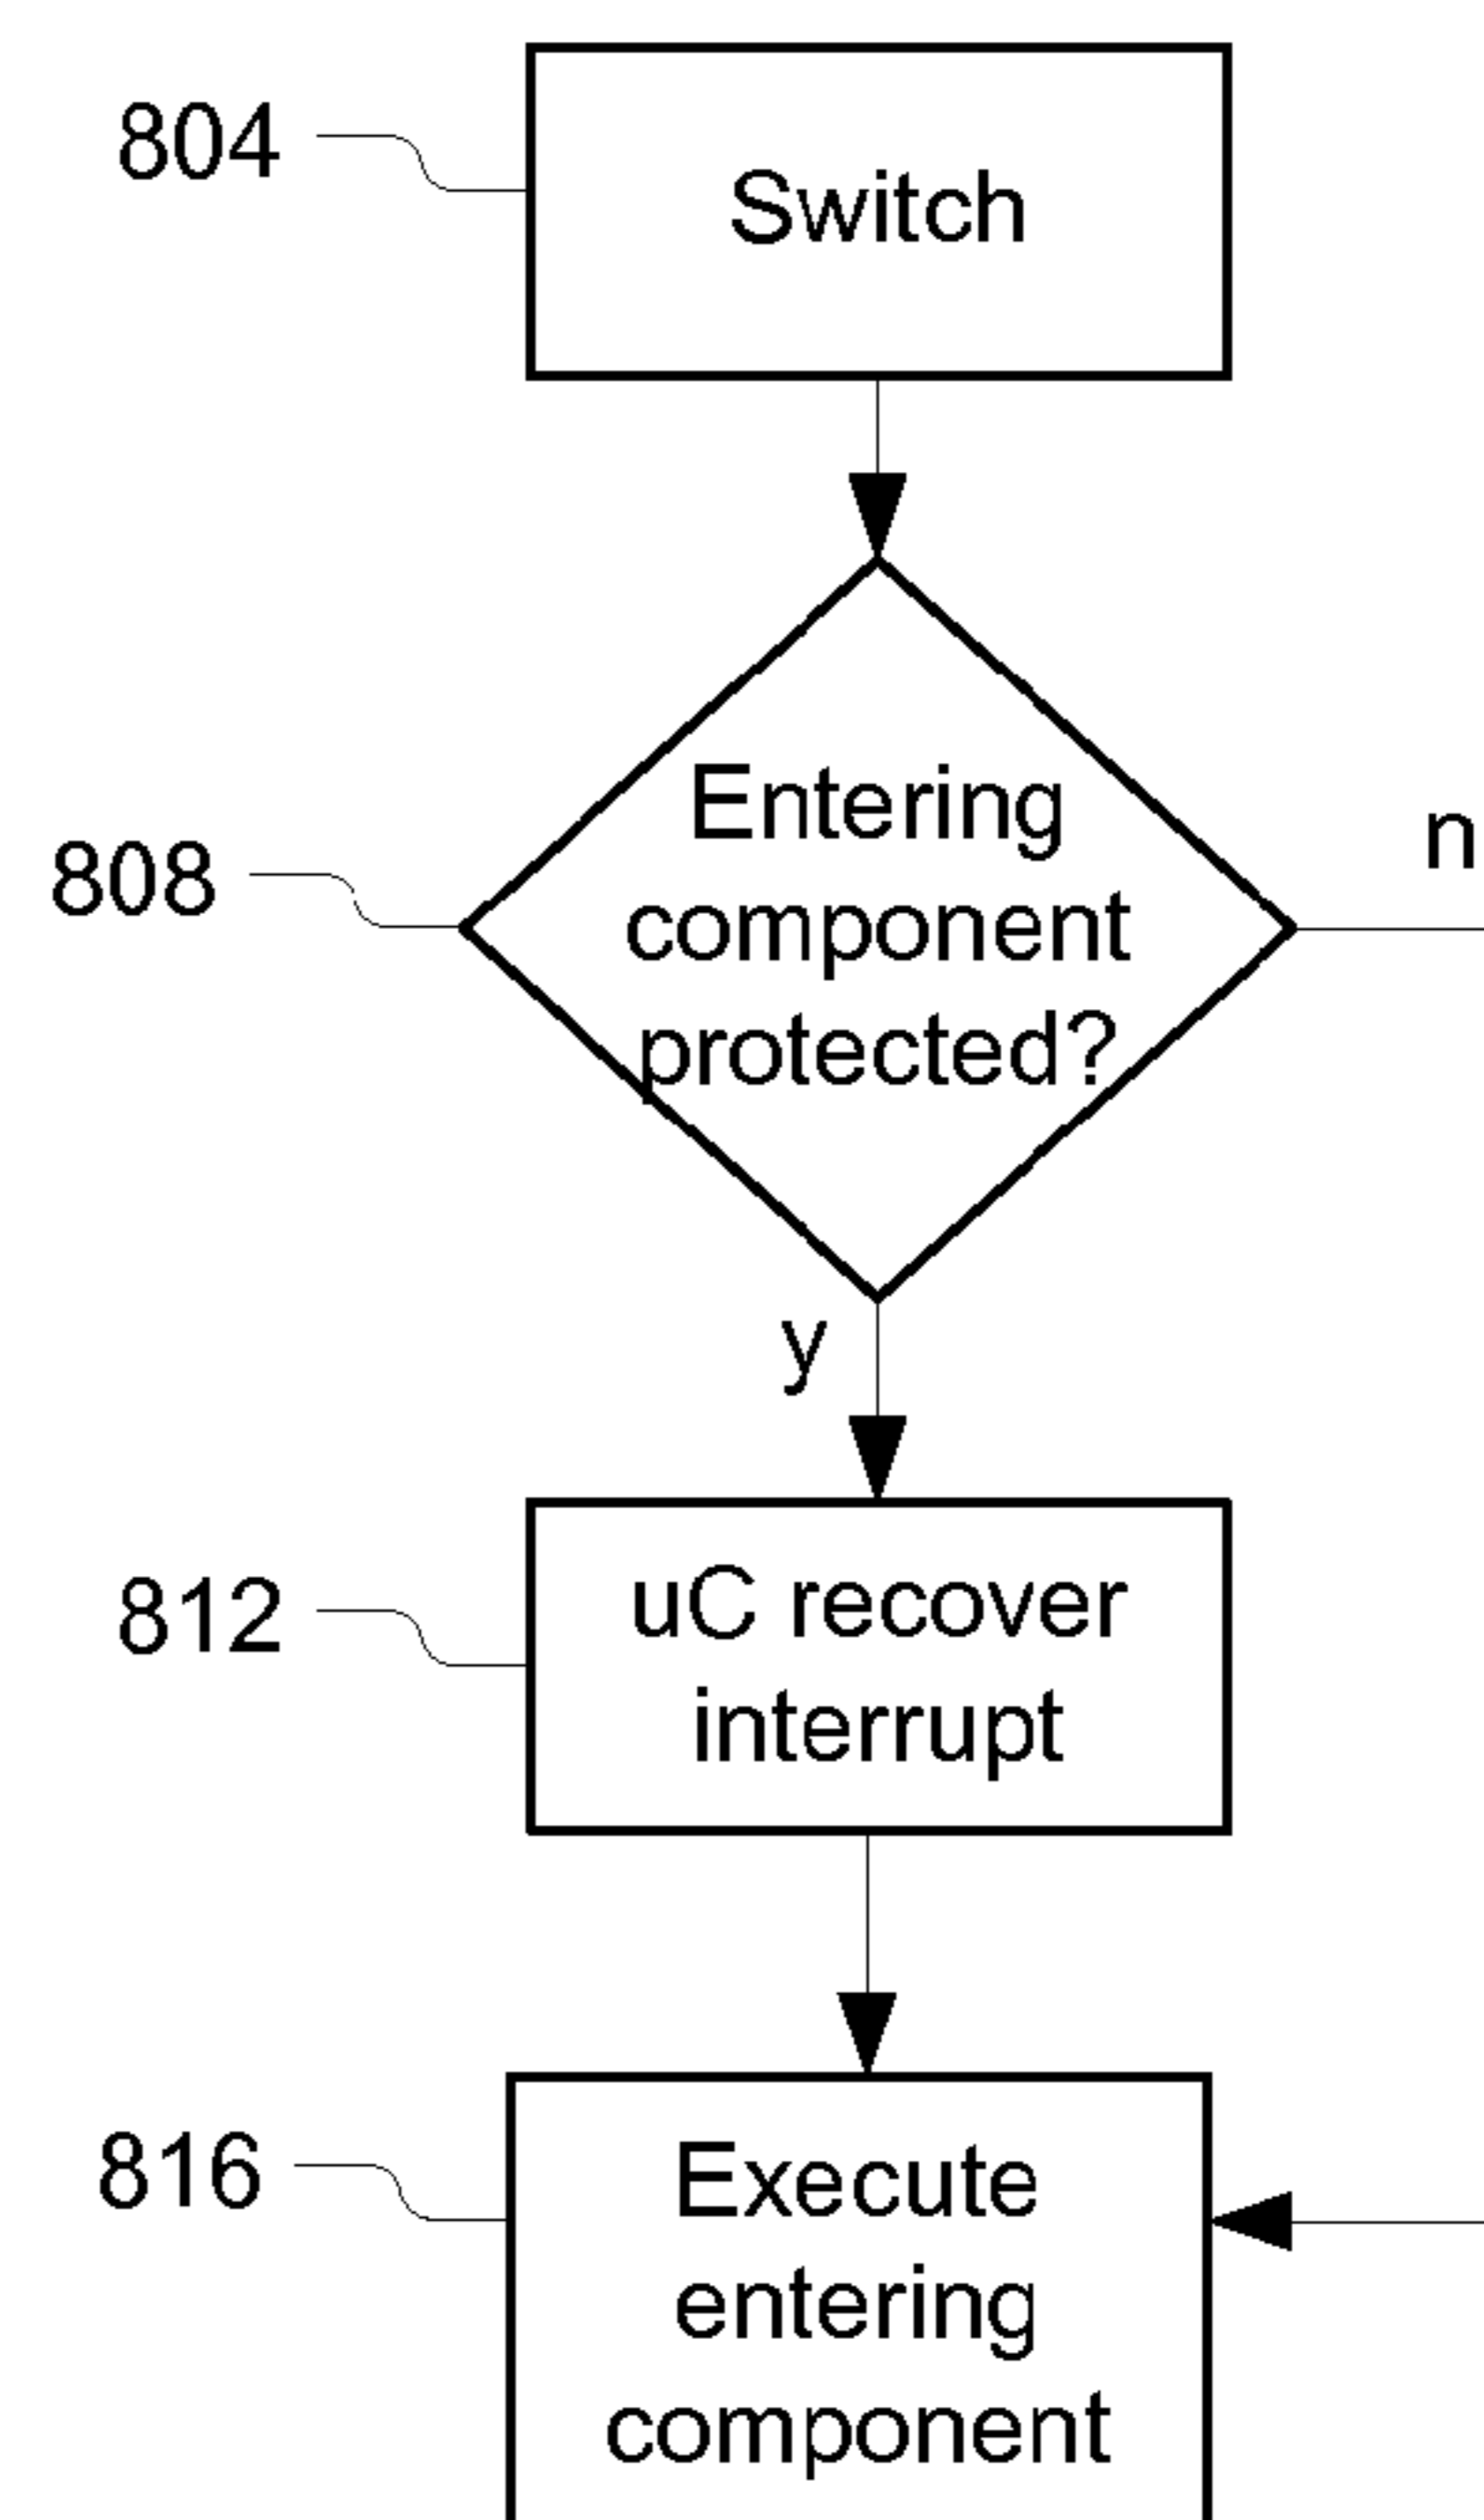 804
Switch
Entering
component
protected?
808
n
y
812
uC recover
interrupt
816
Execute
entering
component